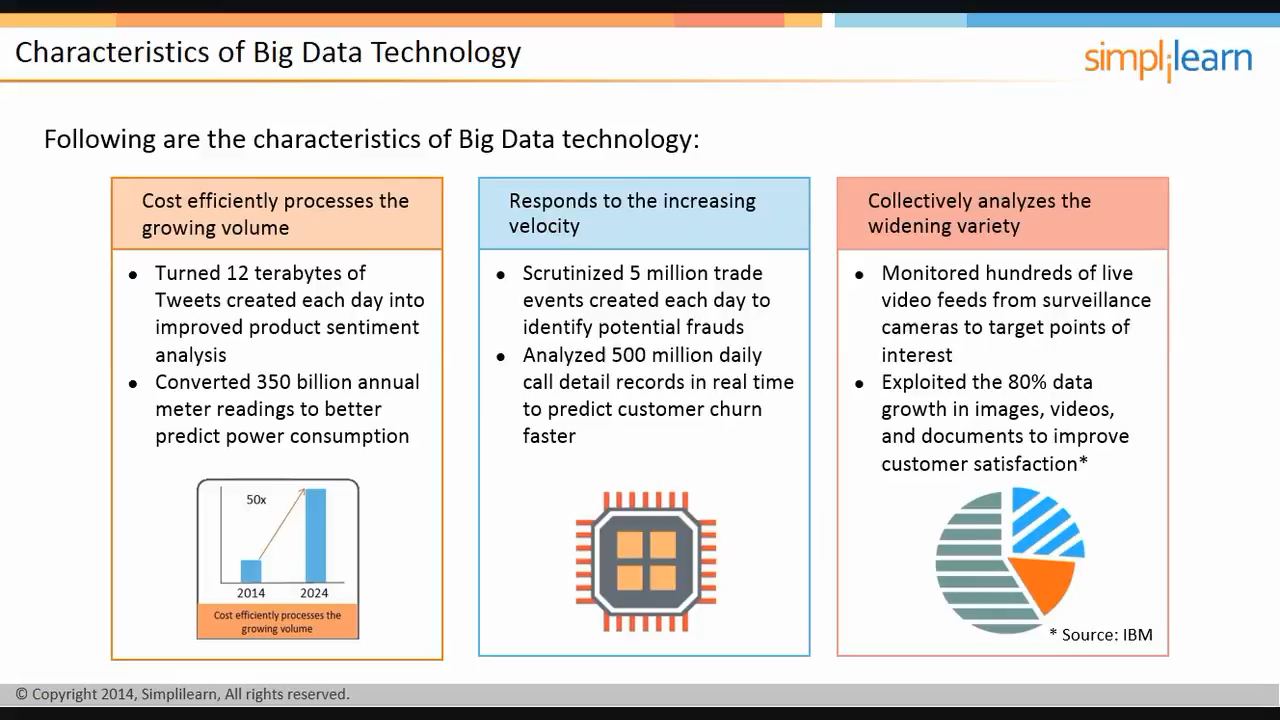 Characteristics of Big Data Technology
simplilearn
Following are the characteristics of Big Data technology:
Cost efficiently processes the
growing volume
● Turned 12 terabytes of
Tweets created each day into
improved product sentiment
analysis
● Converted 350 billion annual
meter readings to better
predict power consumption
50x
2014 2024
Cost efficiently processes the
growing volume
Responds to the increasing
velocity
● Scrutinized 5 million trade
events created each day to
identify potential frauds
● Analyzed 500 million daily
call detail records in real time
to predict customer churn
faster
Collectively analyzes the
widening variety
● Monitored hundreds of live
video feeds from surveillance
cameras to target points of
interest
● Exploited the 80% data
growth in images, videos,
and documents to improve
customer satisfaction*
* Source: IBM
© Copyright 2014, Simplilearn, All rights reserved.